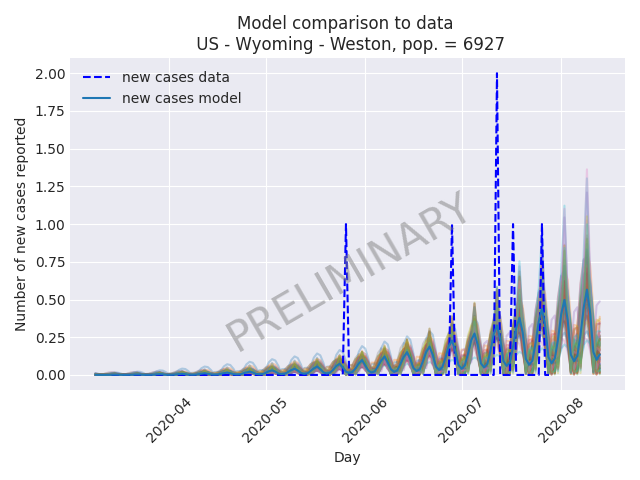 Model comparison to data
US - Wyoming - Weston, pop. = 6927
new cases data
new cases model
PRELIMINARY
Number of new cases reported
2.00
1.75
1.50
1.25
1.00
0.75
0.50
0.25
0.00
2020-04
2020-05
2020-06
2020-07
2020-08
Day